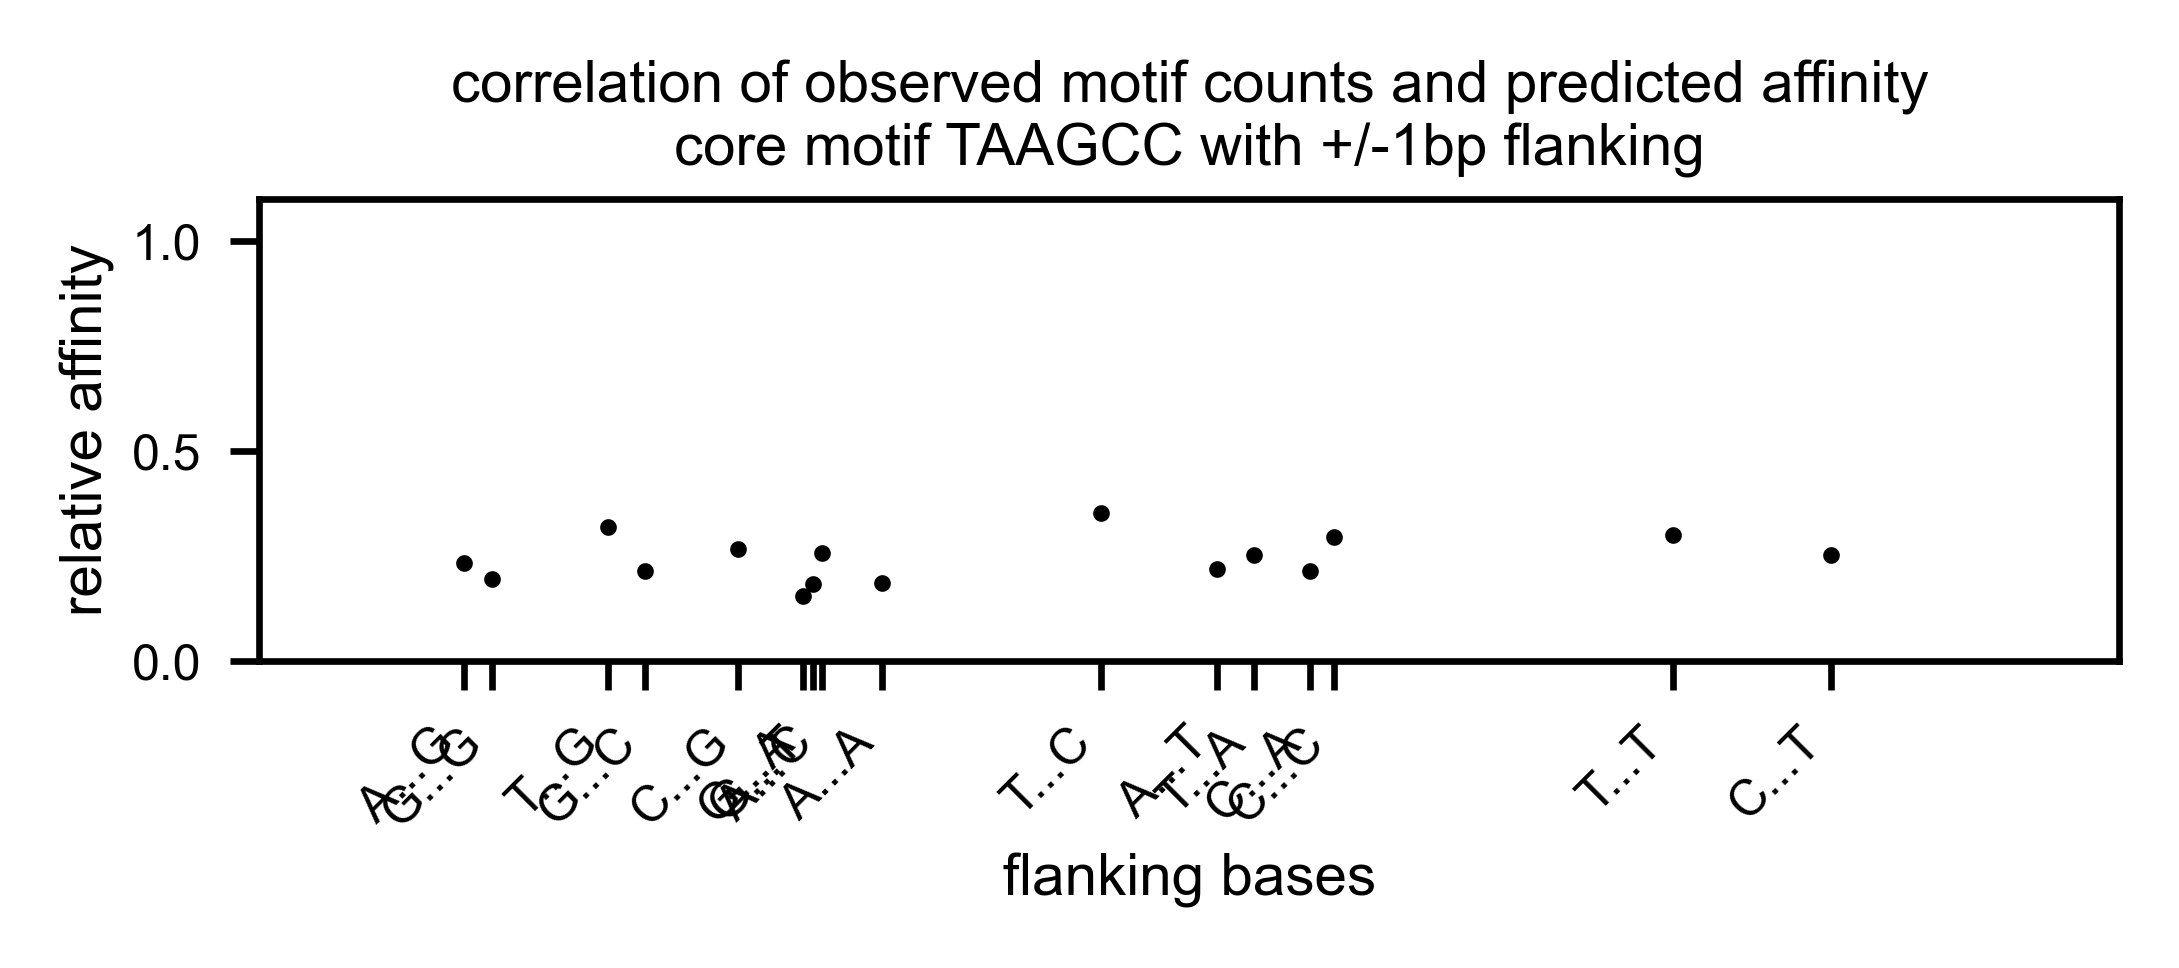 correlation of observed motif counts and predicted affinity
core motif TAAGCC with +/-1bp flanking
relative affinity
1.0
0.5
0.0
A...G
G...G
T...G
G...C
C...G
A...A
T...C
A...T
T...A
C...A
C...C
T...T
C...T
flanking bases